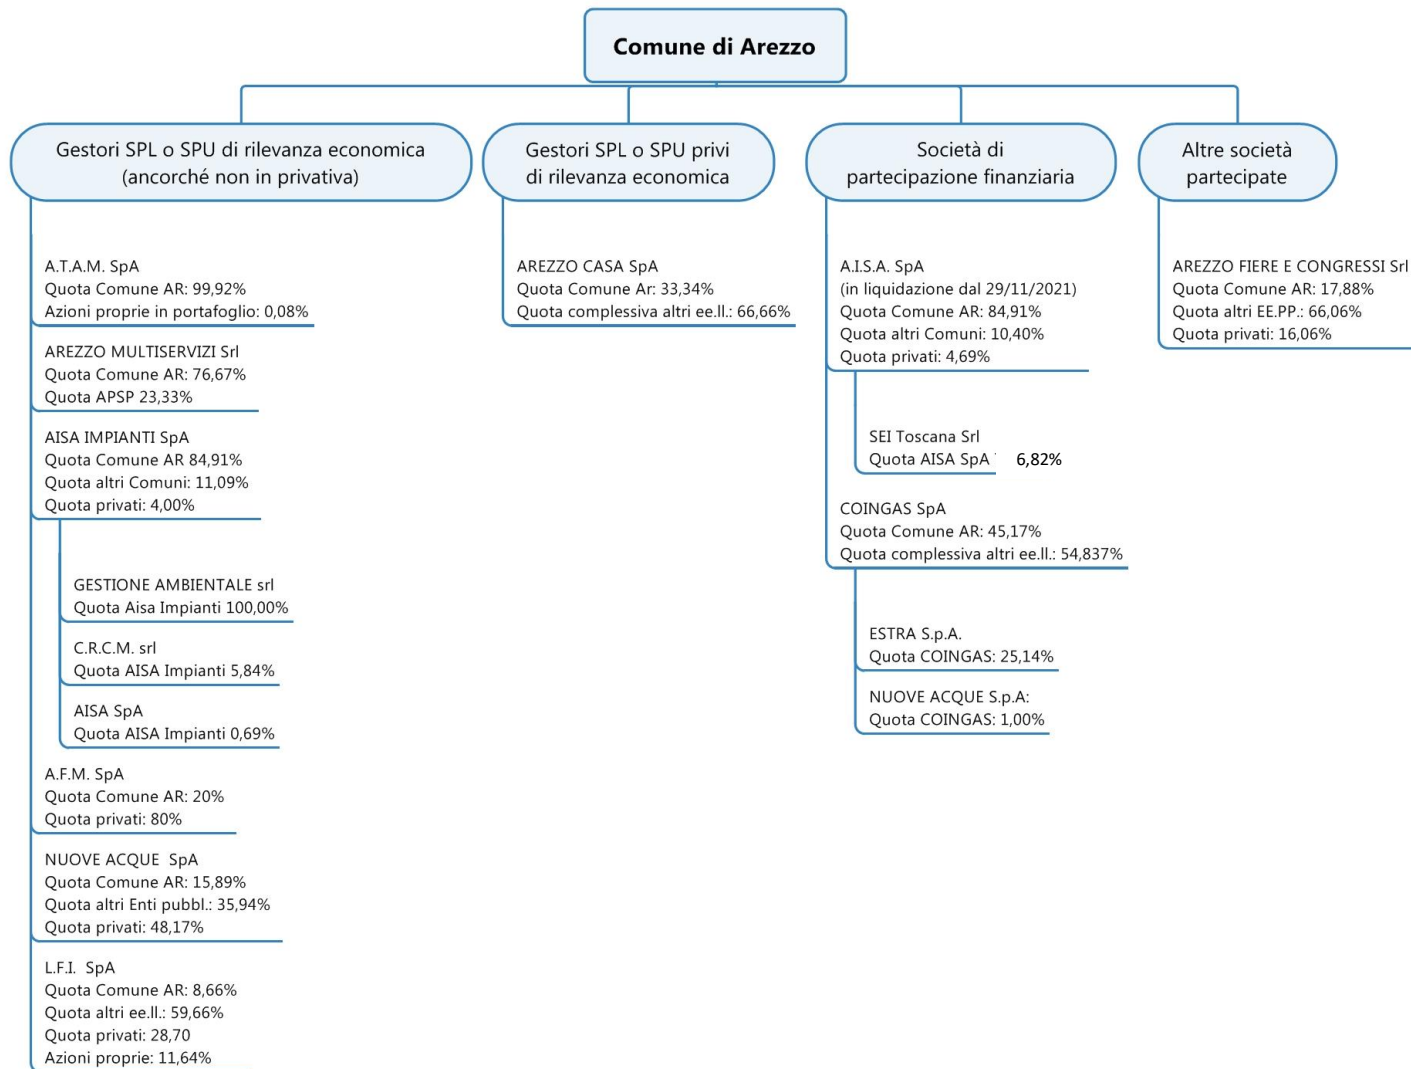 Comune di Arezzo
Gestori SPL o SPU di rilevanza economica
(ancorché non in privativa)
A.T.A.M. SpA
Quota Comune AR: 99,92%
Azioni proprie in portafoglio: 0,08%
AREZZO MULTISERVIZI Srl
Quota Comune AR: 76,67%
Quota APSP 23,33%
AISA IMPIANTI SpA
Quota Comune AR 84,91%
Quota altri Comuni: 11,09%
Quota privati: 4,00%
GESTIONE AMBIENTALE srl
Quota Aisa Impianti 100,00%
C.R.C.M. srl
Quota AISA Impianti 5,84%
AISA SpA
Quota AISA Impianti 0,69%
A.F.M. SpA
Quota Comune AR: 20%
Quota privati: 80%
NUOVE ACQUE  SpA
Quota Comune AR: 15,89%
Quota altri Enti pubbl.: 35,94%
Quota privati: 48,17%
L.F.I.  SpA
Quota Comune AR: 8,66%
Quota altri ee.ll.: 59,66%
Quota privati: 28,70
Azioni proprie: 11,64%
Gestori SPL o SPU privi
di rilevanza economica
AREZZO CASA SpA
Quota Comune Ar: 33,34%
Quota complessiva altri ee.ll.: 66,66%
Società di
partecipazione finanziaria
A.I.S.A. SpA
(in liquidazione dal 29/11/2021)
Quota Comune AR: 84,91%
Quota altri Comuni: 10,40%
Quota privati: 4,69%
SEI Toscana Srl
Quota AISA SpA 6,82%
COINGAS SpA
Quota Comune AR: 45,17%
Quota complessiva altri ee.ll.: 54,837%
ESTRA S.p.A.
Quota COINGAS: 25,14%
NUOVE ACQUE S.p.A:
Quota COINGAS: 1,00%
Altre società
partecipate
AREZZO FIERE E CONGRESSI Srl
Quota Comune AR: 17,88%
Quota altri EE.PP.: 66,06%
Quota privati: 16,06%